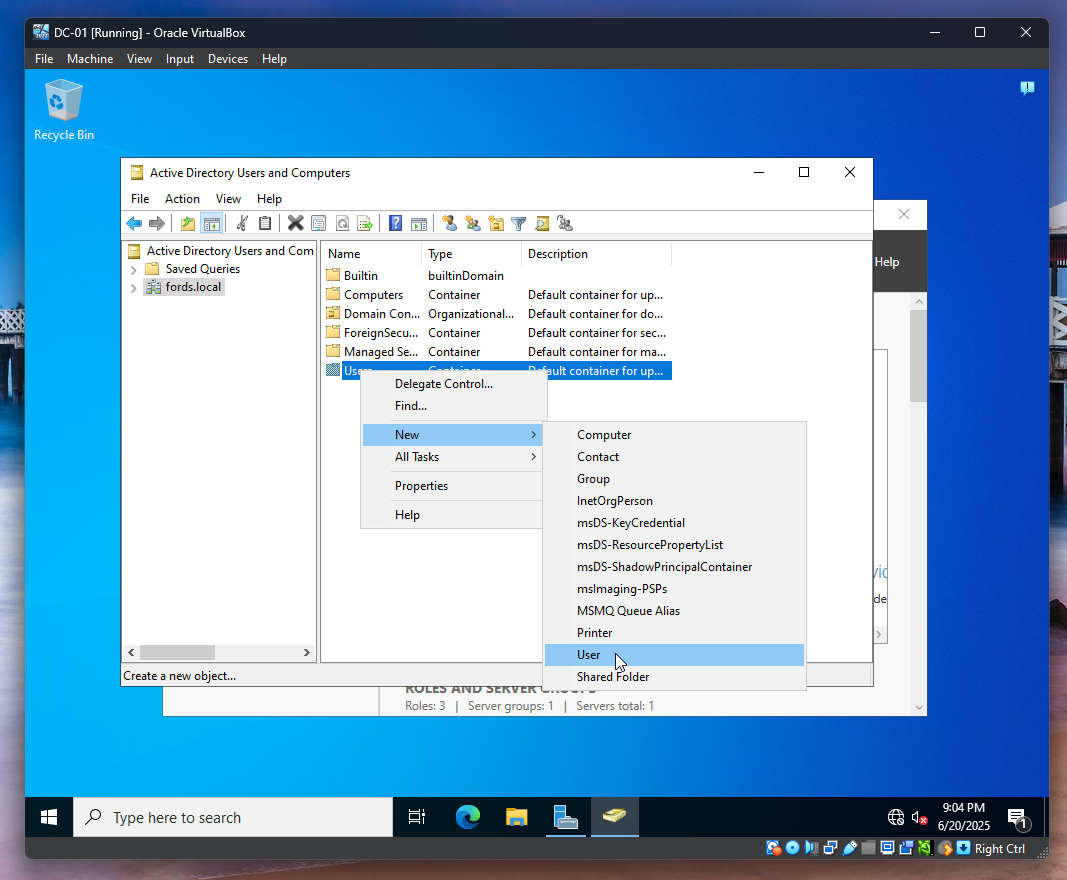 DC-01 [Running] - Oracle VirtualBox
File Machine View Input Devices Help
Recycle Bin
Active Directory Users and Computers
File Action View Help
Help
Active Directory Users and Com
Saved Queries
fords.local
Name Type Description
Builtin builtinDomain
Computers Container Default container for up...
Domain Con... Organizational... Default container for do...
ForeignSecu... Container Default container for sec...
Managed Se... Container Default container for ma...
Users Container Default container for up...
Delegate Control...
Find...
New
All Tasks
Properties
Help
Computer
Contact
Group
InetOrgPerson
msDS-KeyCredential
msDS-ResourcePropertyList
msDS-ShadowPrincipalContainer
msImaging-PSPs
MSMQ Queue Alias
Printer
User
Shared Folder
Create a new object...
ROLES AND SERVER GROUPS
Roles: 3 | Server groups: 1 | Servers total: 1
Type here to search
9:04 PM
6/20/2025
1
Right Ctrl